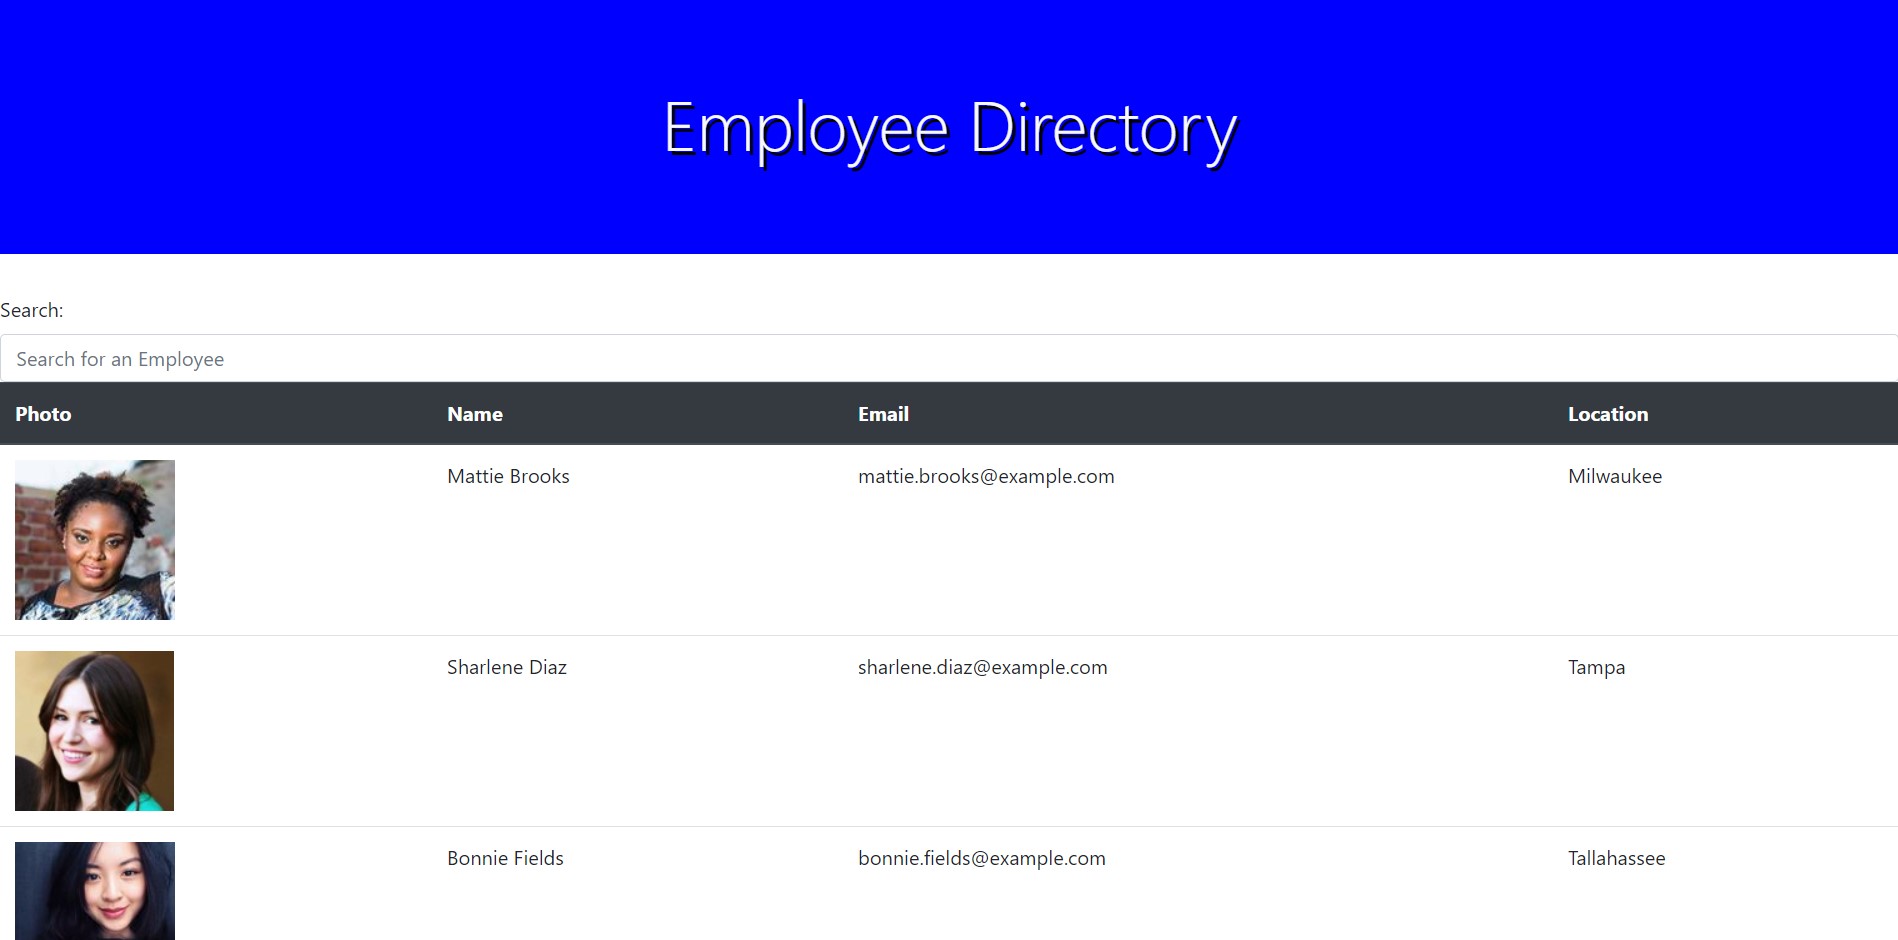 Employee Directory
Search:
Search for an Employee
Photo Name Email Location
Mattie Brooks mattie.brooks@example.com Milwaukee
Sharlene Diaz sharlene.diaz@example.com Tampa
Bonnie Fields bonnie.fields@example.com Tallahassee